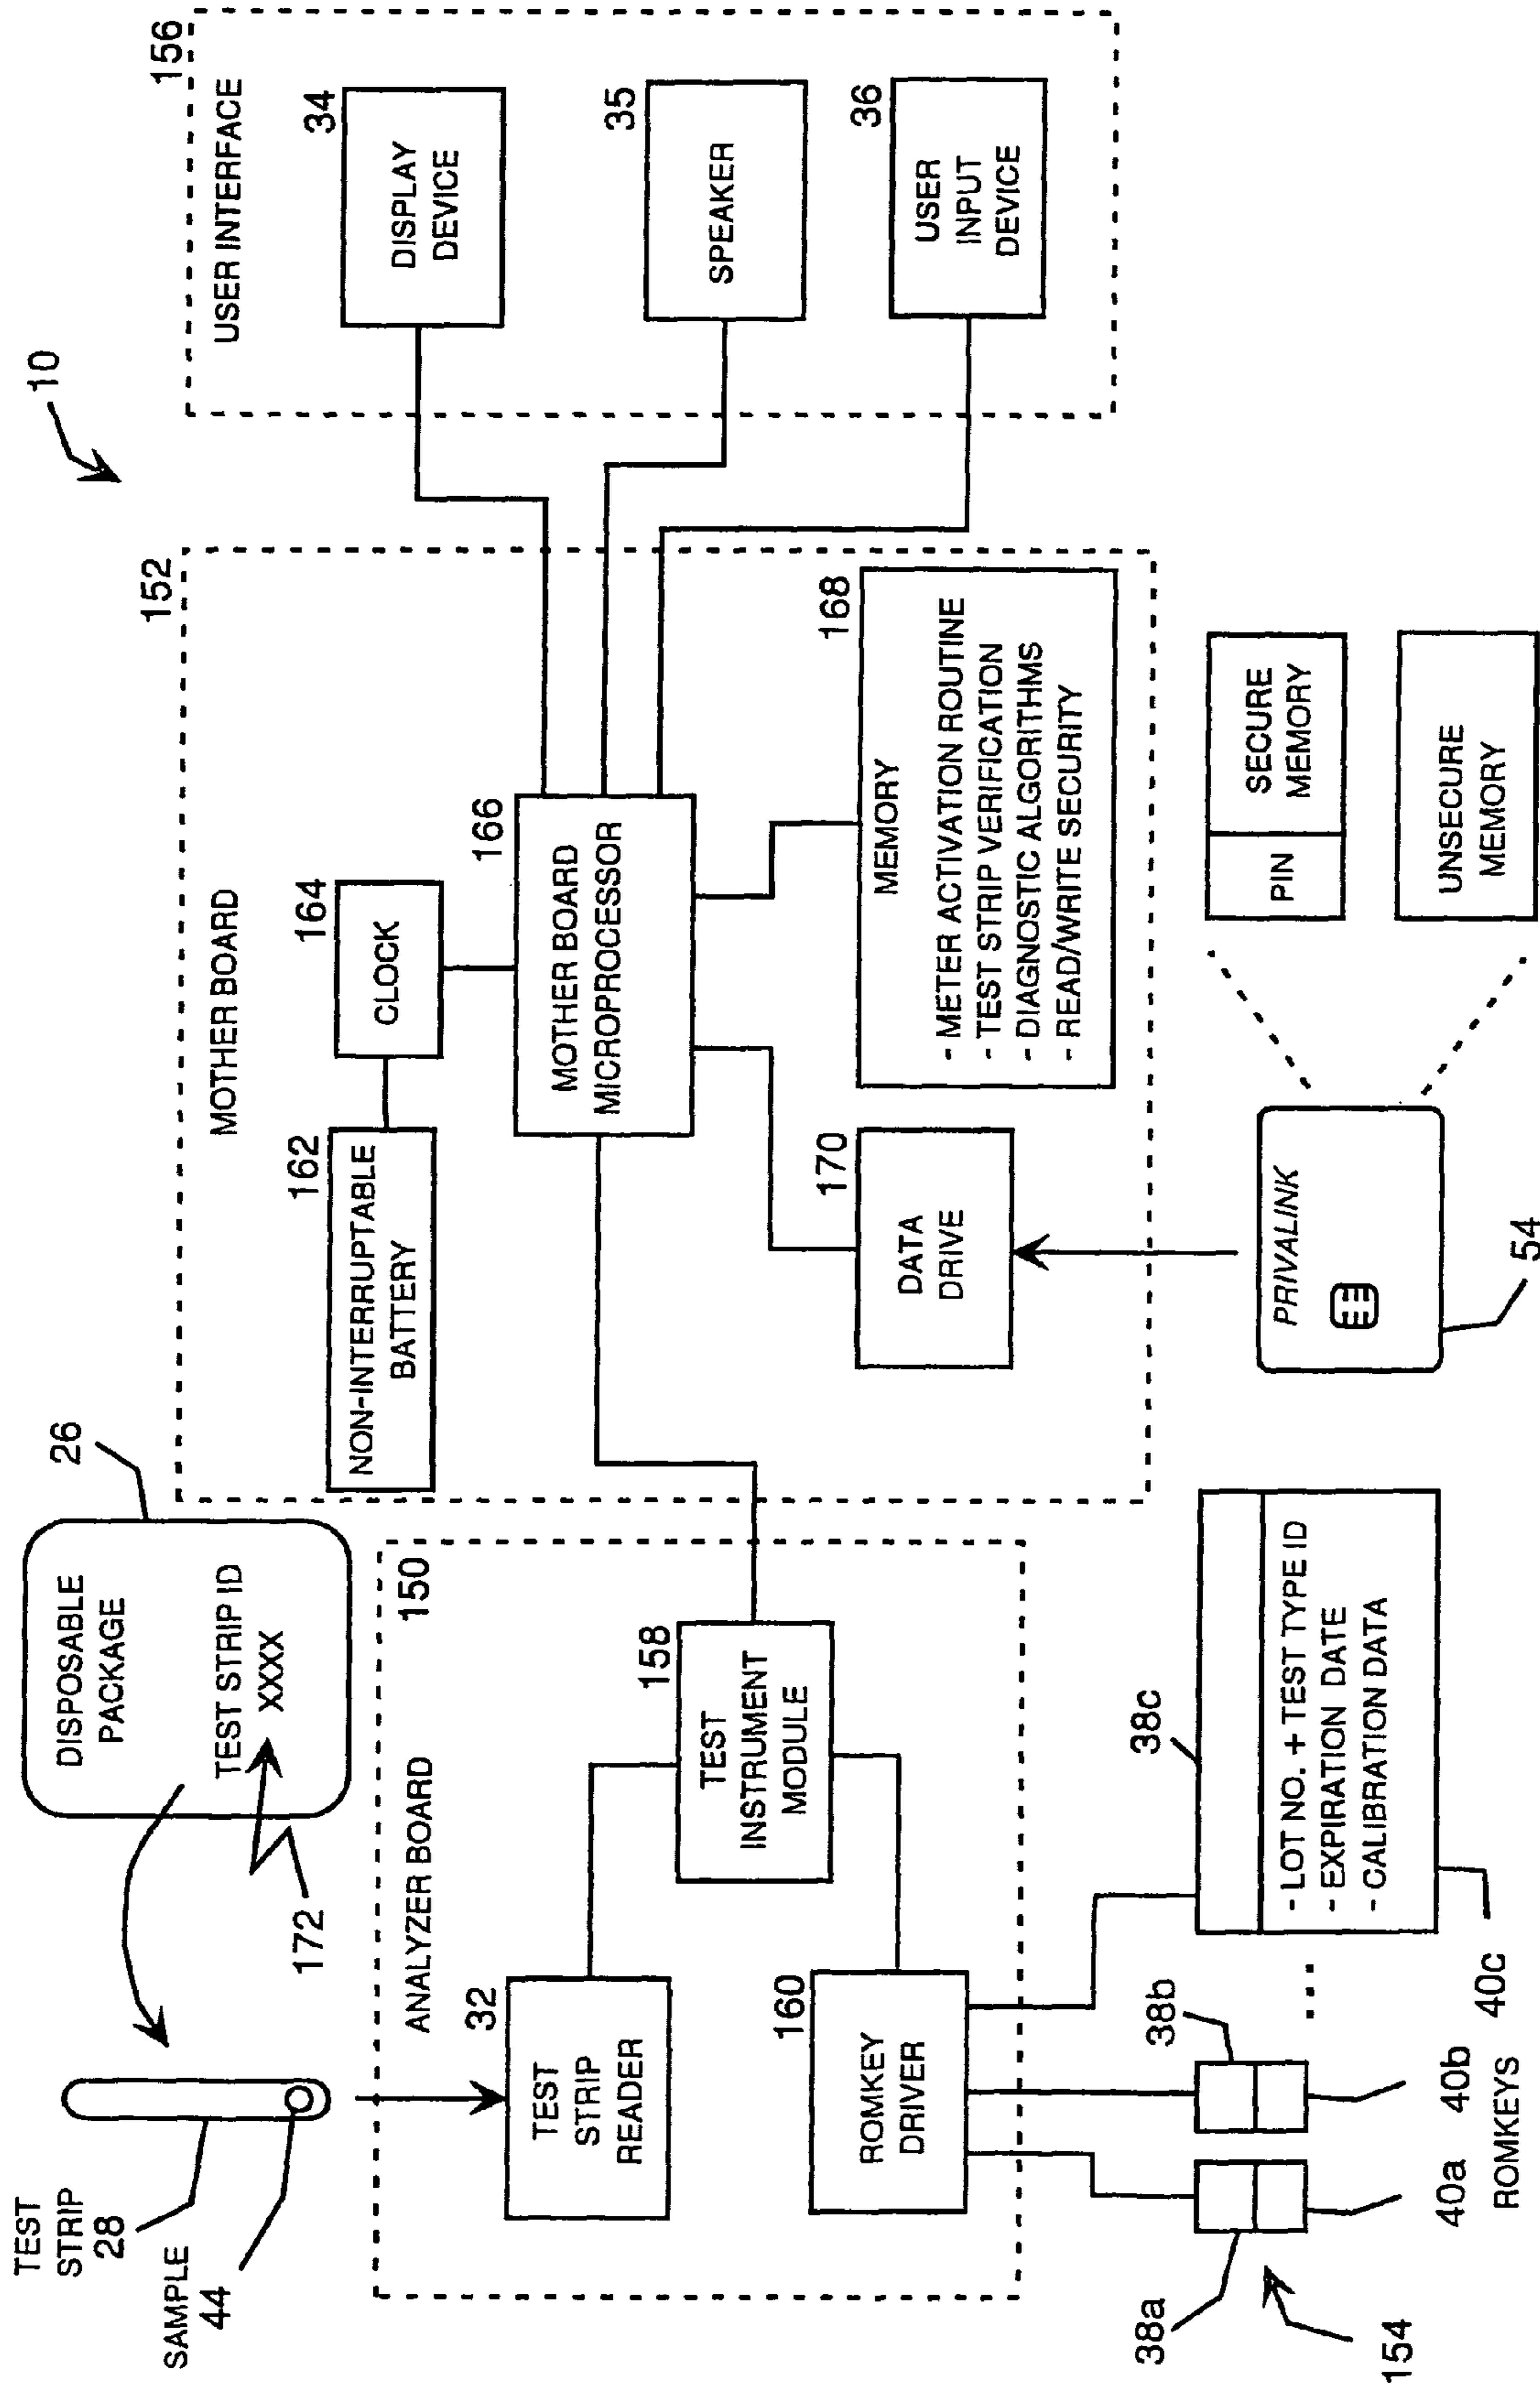 10
TEST
STRIP
28
SAMPLE
44
172
26
DISPOSABLE
PACKAGE
TEST STRIP ID
XXXX
150
ANALYZER BOARD
32
TEST
STRIP
READER
158
TEST
INSTRUMENT
MODULE
160
ROMKEY
DRIVER
152
MOTHER BOARD
162
NON-INTERRUPTABLE
BATTERY
164
CLOCK
166
MOTHER BOARD
MICROPROCESSOR
170
DATA
DRIVE
168
MEMORY
- METER ACTIVATION ROUTINE
- TEST STRIP VERIFICATION
- DIAGNOSTIC ALGORITHMS
- READ/WRITE SECURITY
156
USER INTERFACE
34
DISPLAY
DEVICE
35
SPEAKER
36
USER
INPUT
DEVICE
38a
38b
38c
- LOT NO. + TEST TYPE ID
- EXPIRATION DATE
- CALIBRATION DATA
154
40a
40b
40c
ROMKEYS
...
PRIVALINK
54
PIN
SECURE
MEMORY
UNSECURE
MEMORY